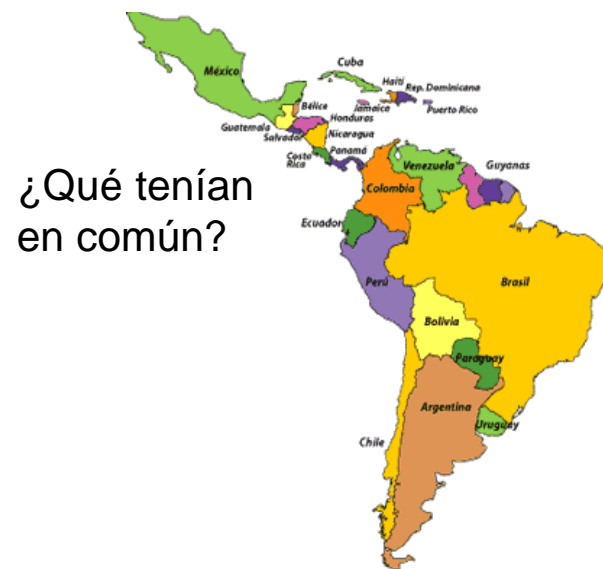 ¿Qué tenían
en común?
México
Cuba
Haití
Rep. Dominicana
Jamaica
Puerto Rico
Bélice
Honduras
Guatemala
Salvador
Nicaragua
Costa
Rica
Panamá
Venezuela
Guyanas
Colombia
Ecuador
Perú
Brasil
Bolivia
Paraguay
Argentina
Uruguay
Chile